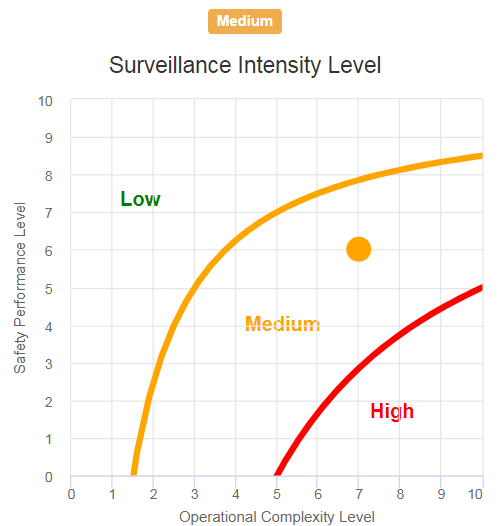 Medium
Surveillance Intensity Level
10
9
8
7
6
5
4
3
2
1
0
Safety Performance Level
Low
Medium
High
0 1 2 3 4 5 6 7 8 9 10
Operational Complexity Level